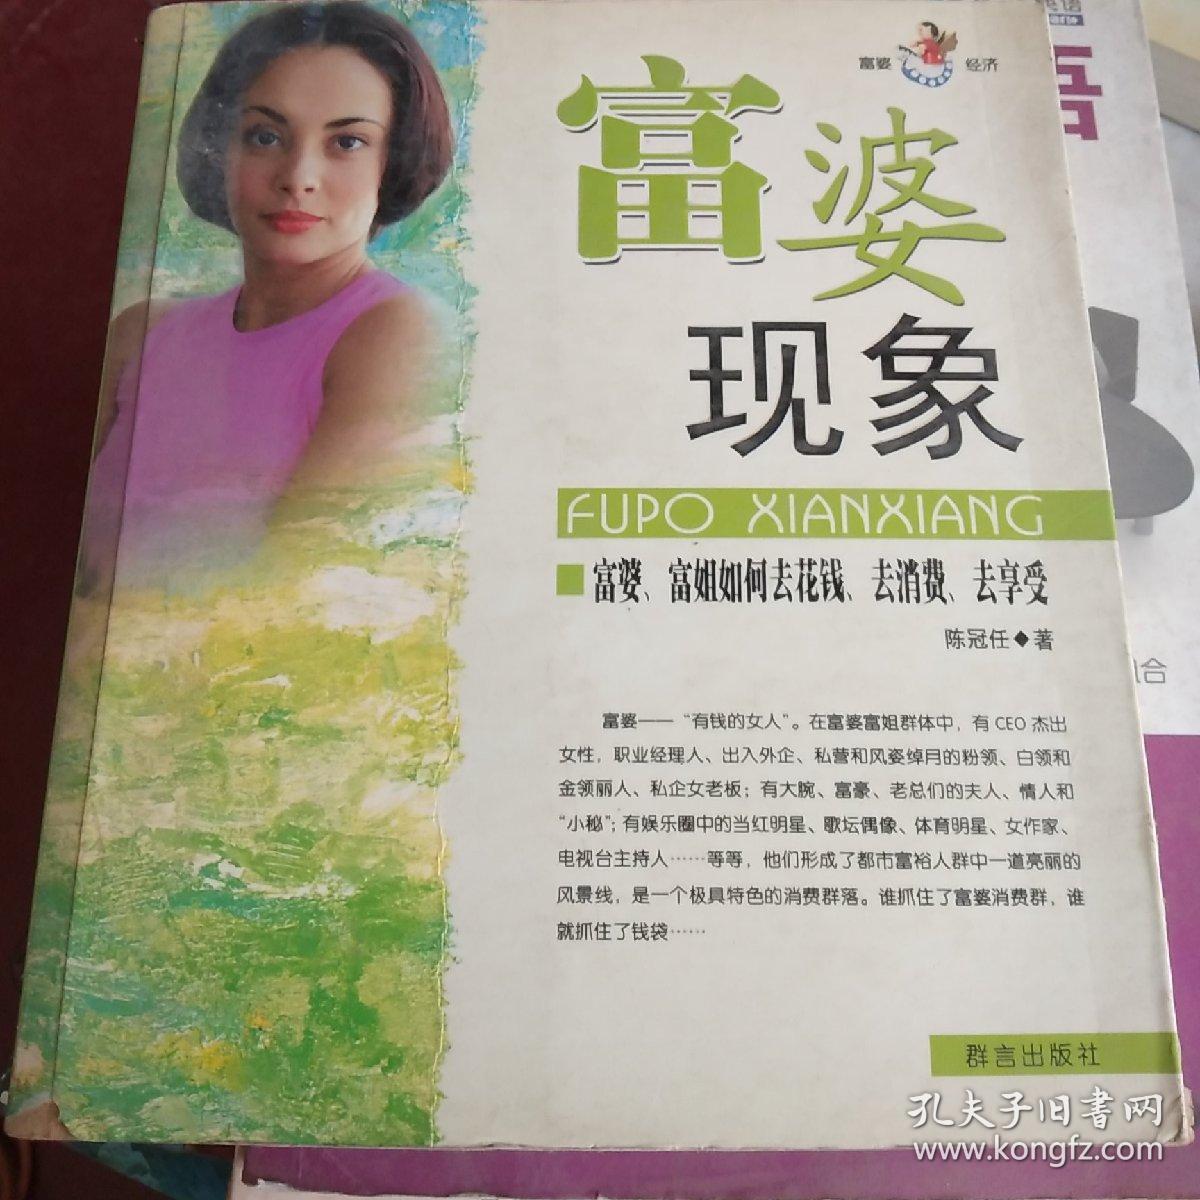 富婆 经济
富婆
现象
FUPO XIANXIANG
富婆、富姐如何去花钱、去消费、去享受
陈冠任◆著
富婆——“有钱的女人”。在富婆富姐群体中，有 CEO 杰出
女性，职业经理人、出入外企、私营和风姿绰月的粉领、白领和
金领丽人、私企女老板；有大腕、富豪、老总们的夫人、情人和
“小秘”；有娱乐圈中的当红明星、歌坛偶像、体育明星、女作家、
电视台主持人……等等，他们形成了都市富裕人群中一道亮丽的
风景线，是一个极具特色的消费群落。谁抓住了富婆消费群，谁
就抓住了钱袋……
群言出版社
孔夫子旧书网
www.kongfz.com